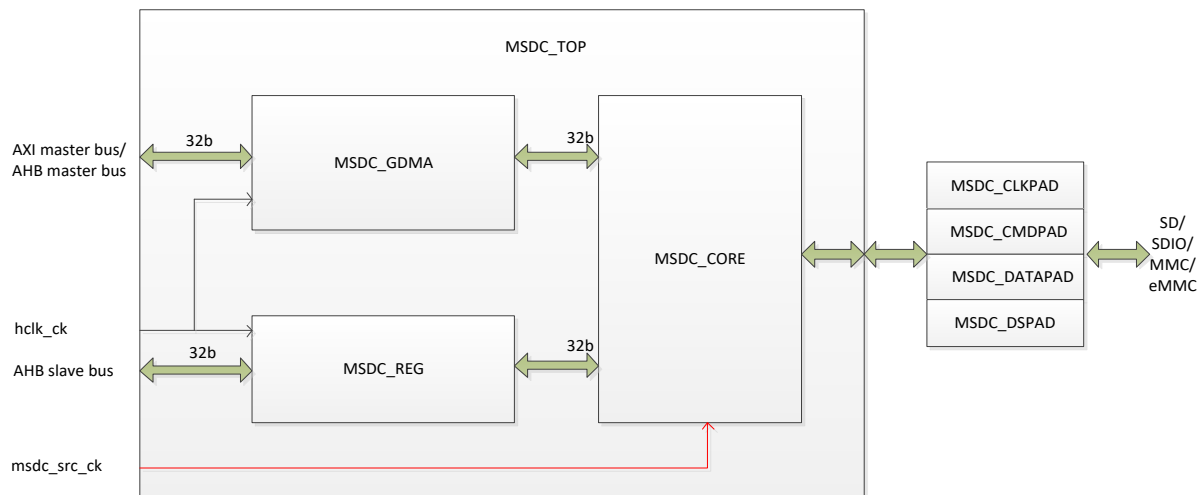 MSDC_TOP
32b
32b
AXI master bus/
AHB master bus
MSDC_GDMA
MSDC_CLKPAD
MSDC_CMDPAD
MSDC_DATAPAD
MSDC_DSPAD
SD/
SDIO/
MMC/
eMMC
MSDC_CORE
hclk_ck
32b
32b
AHB slave bus
MSDC_REG
msdc_src_ck